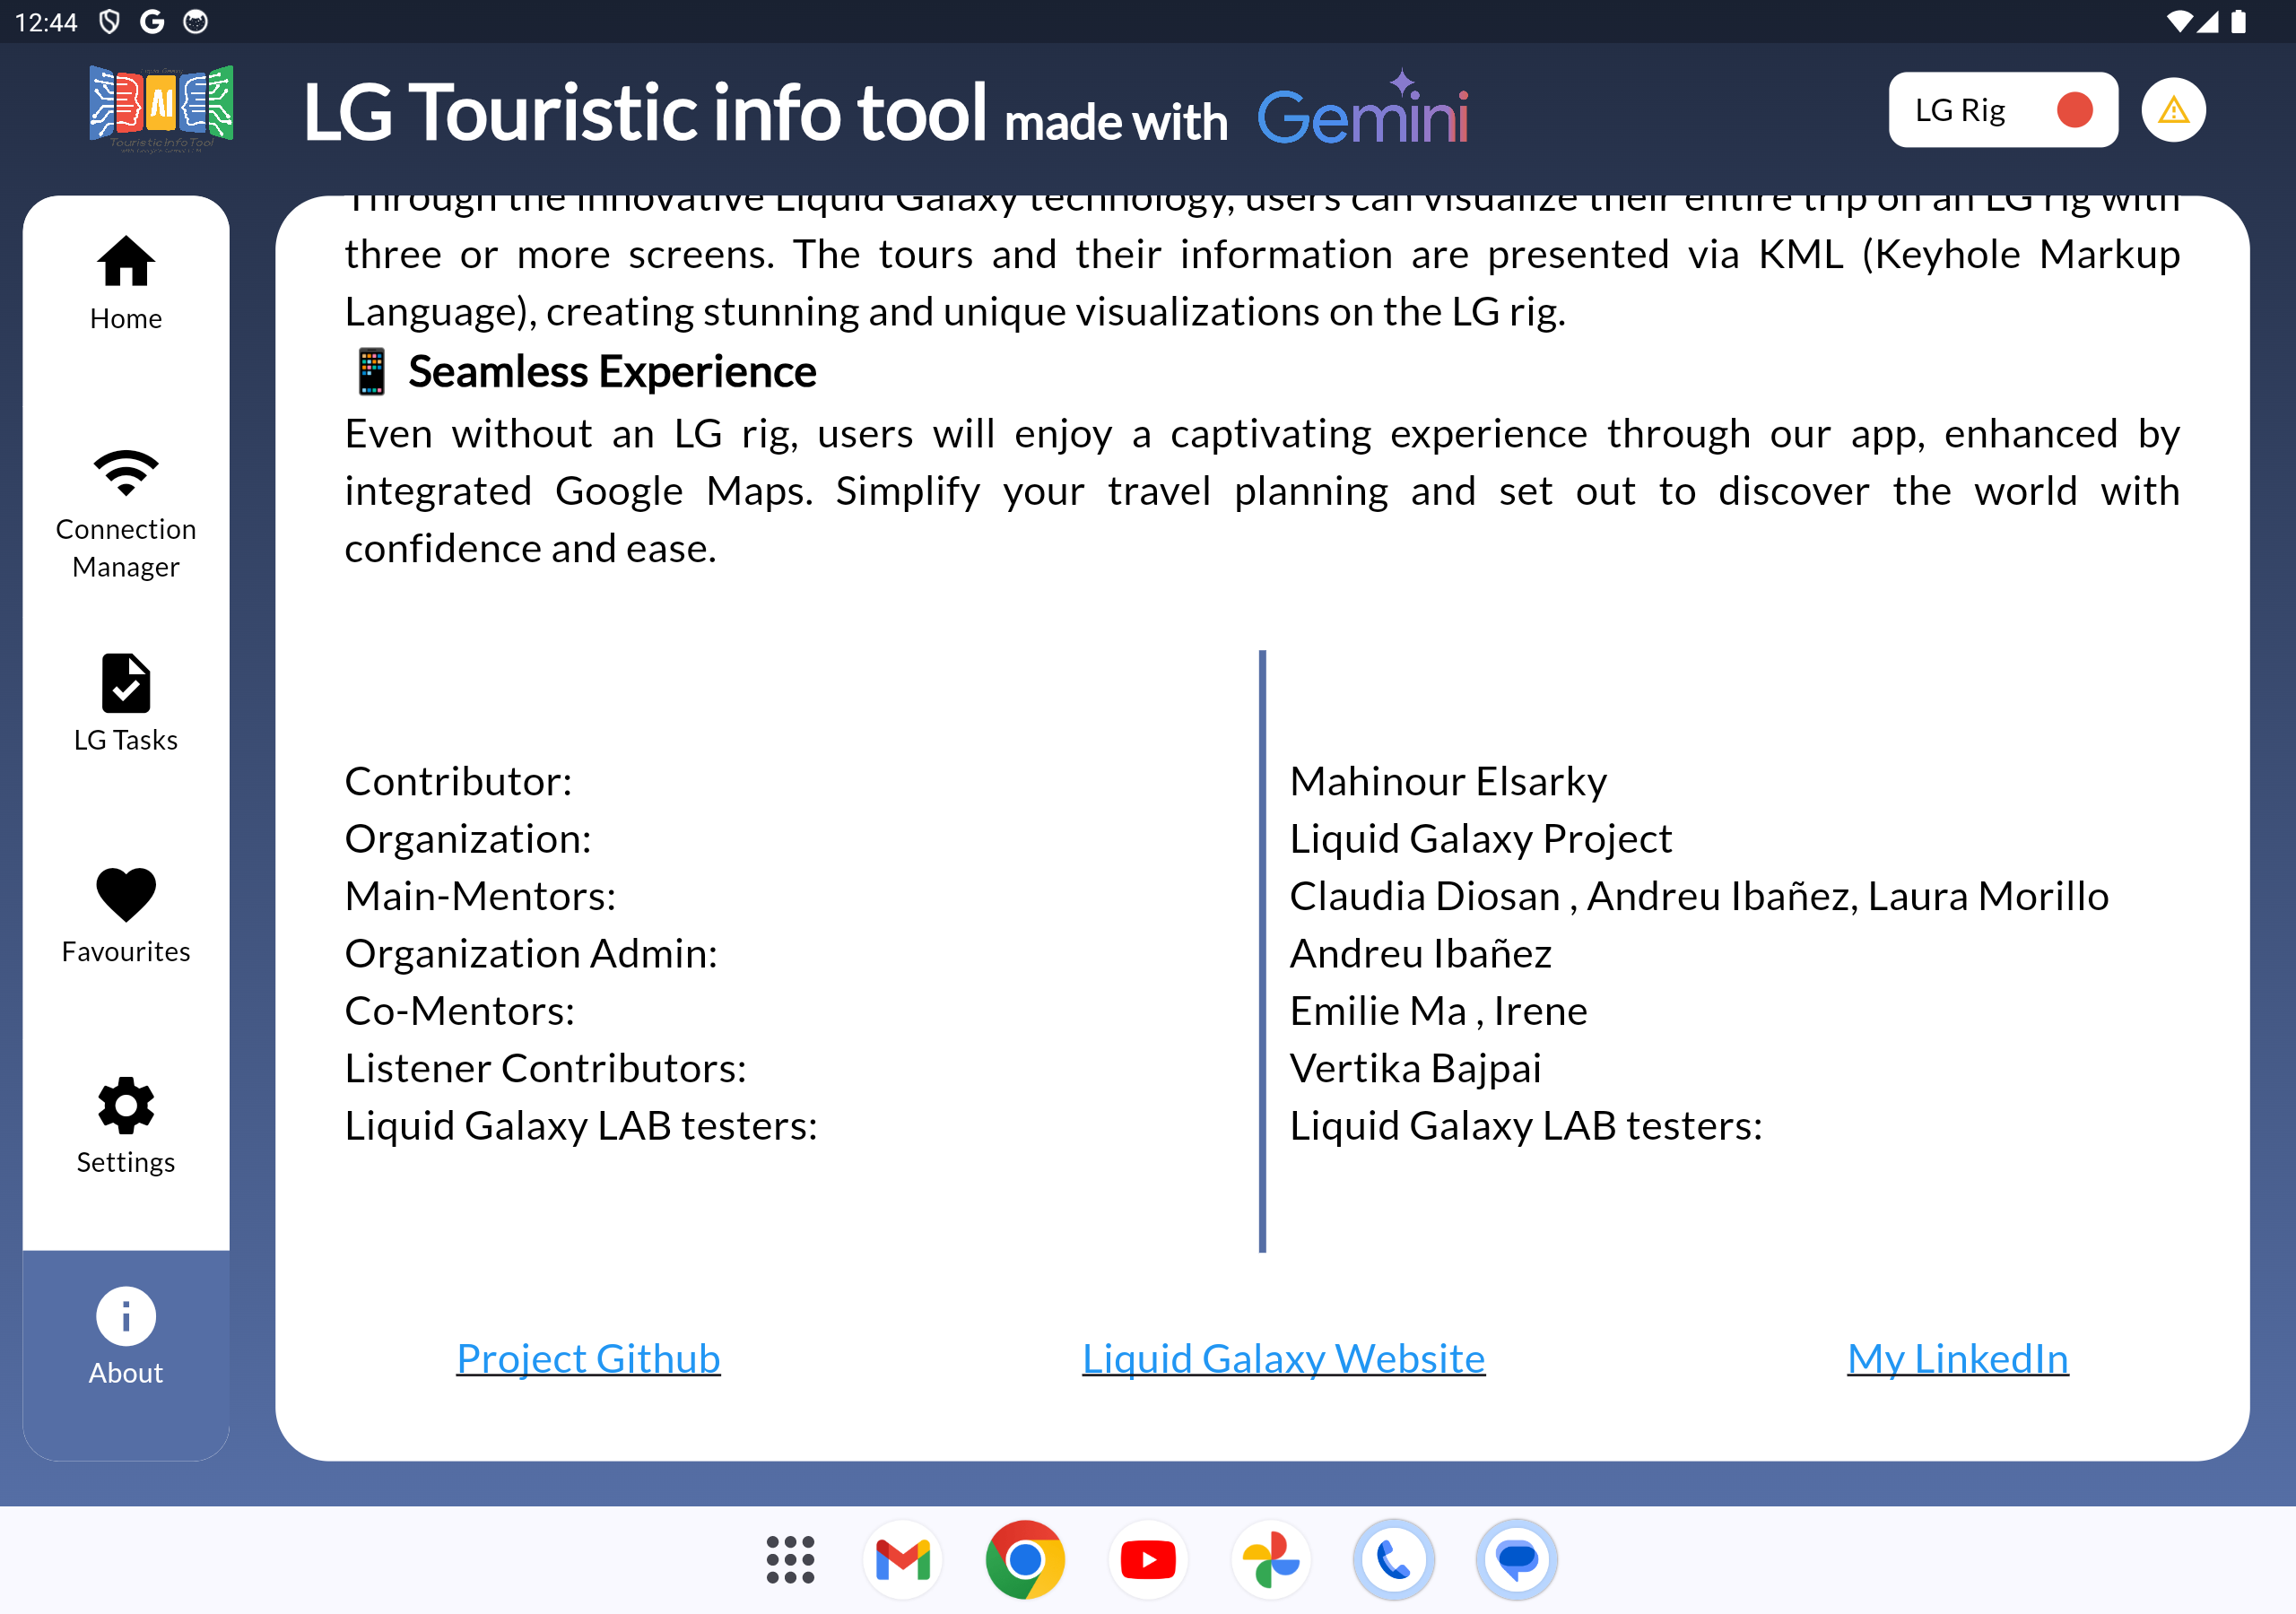 12:44
AI
Touristic Info Tool
LG Touristic info tool made with Gemini
LG Rig
Home
Connection
Manager
LG Tasks
Favourites
Settings
About
Through the innovative Liquid Galaxy technology, users can visualize their entire trip on an LG rig with
three or more screens. The tours and their information are presented via KML (Keyhole Markup
Language), creating stunning and unique visualizations on the LG rig.
📱 Seamless Experience
Even without an LG rig, users will enjoy a captivating experience through our app, enhanced by
integrated Google Maps. Simplify your travel planning and set out to discover the world with
confidence and ease.
Contributor: Mahinour Elsarky
Organization: Liquid Galaxy Project
Main-Mentors: Claudia Diosan , Andreu Ibañez, Laura Morillo
Organization Admin: Andreu Ibañez
Co-Mentors: Emilie Ma , Irene
Listener Contributors: Vertika Bajpai
Liquid Galaxy LAB testers: Liquid Galaxy LAB testers:
Project Github Liquid Galaxy Website My LinkedIn